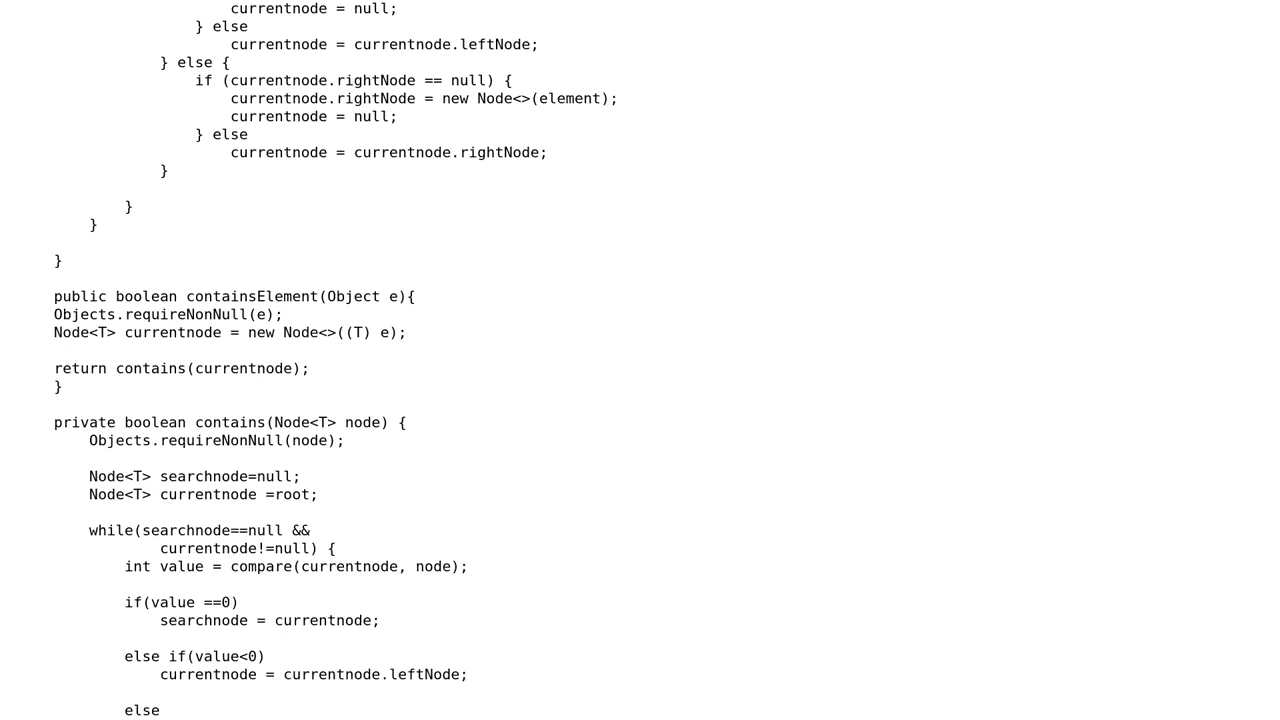 currentnode = null;
                } else
                    currentnode = currentnode.leftNode;
            } else {
                if (currentnode.rightNode == null) {
                    currentnode.rightNode = new Node<>(element);
                    currentnode = null;
                } else
                    currentnode = currentnode.rightNode;
            }

        }
    }

}

public boolean containsElement(Object e){
Objects.requireNonNull(e);
Node<T> currentnode = new Node<>((T) e);

return contains(currentnode);
}

private boolean contains(Node<T> node) {
    Objects.requireNonNull(node);

    Node<T> searchnode=null;
    Node<T> currentnode =root;

    while(searchnode==null &&
            currentnode!=null) {
        int value = compare(currentnode, node);

        if(value ==0)
            searchnode = currentnode;

        else if(value<0)
            currentnode = currentnode.leftNode;

        else